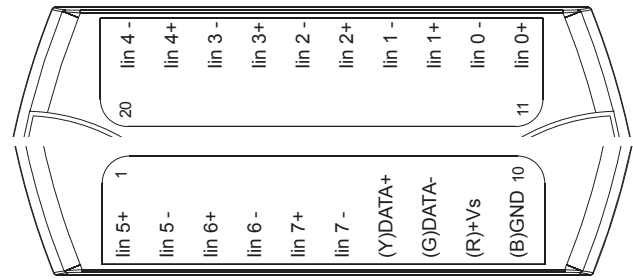 Iin 4 -
Iin 4+
Iin 3 -
Iin 3+
Iin 2 -
Iin 2+
Iin 1 -
Iin 1+
Iin 0 -
Iin 0+
20
11
1
10
Iin 5+
Iin 5 -
Iin 6+
Iin 6 -
Iin 7+
Iin 7 -
(Y)DATA+
(G)DATA-
(R)+Vs
(B)GND